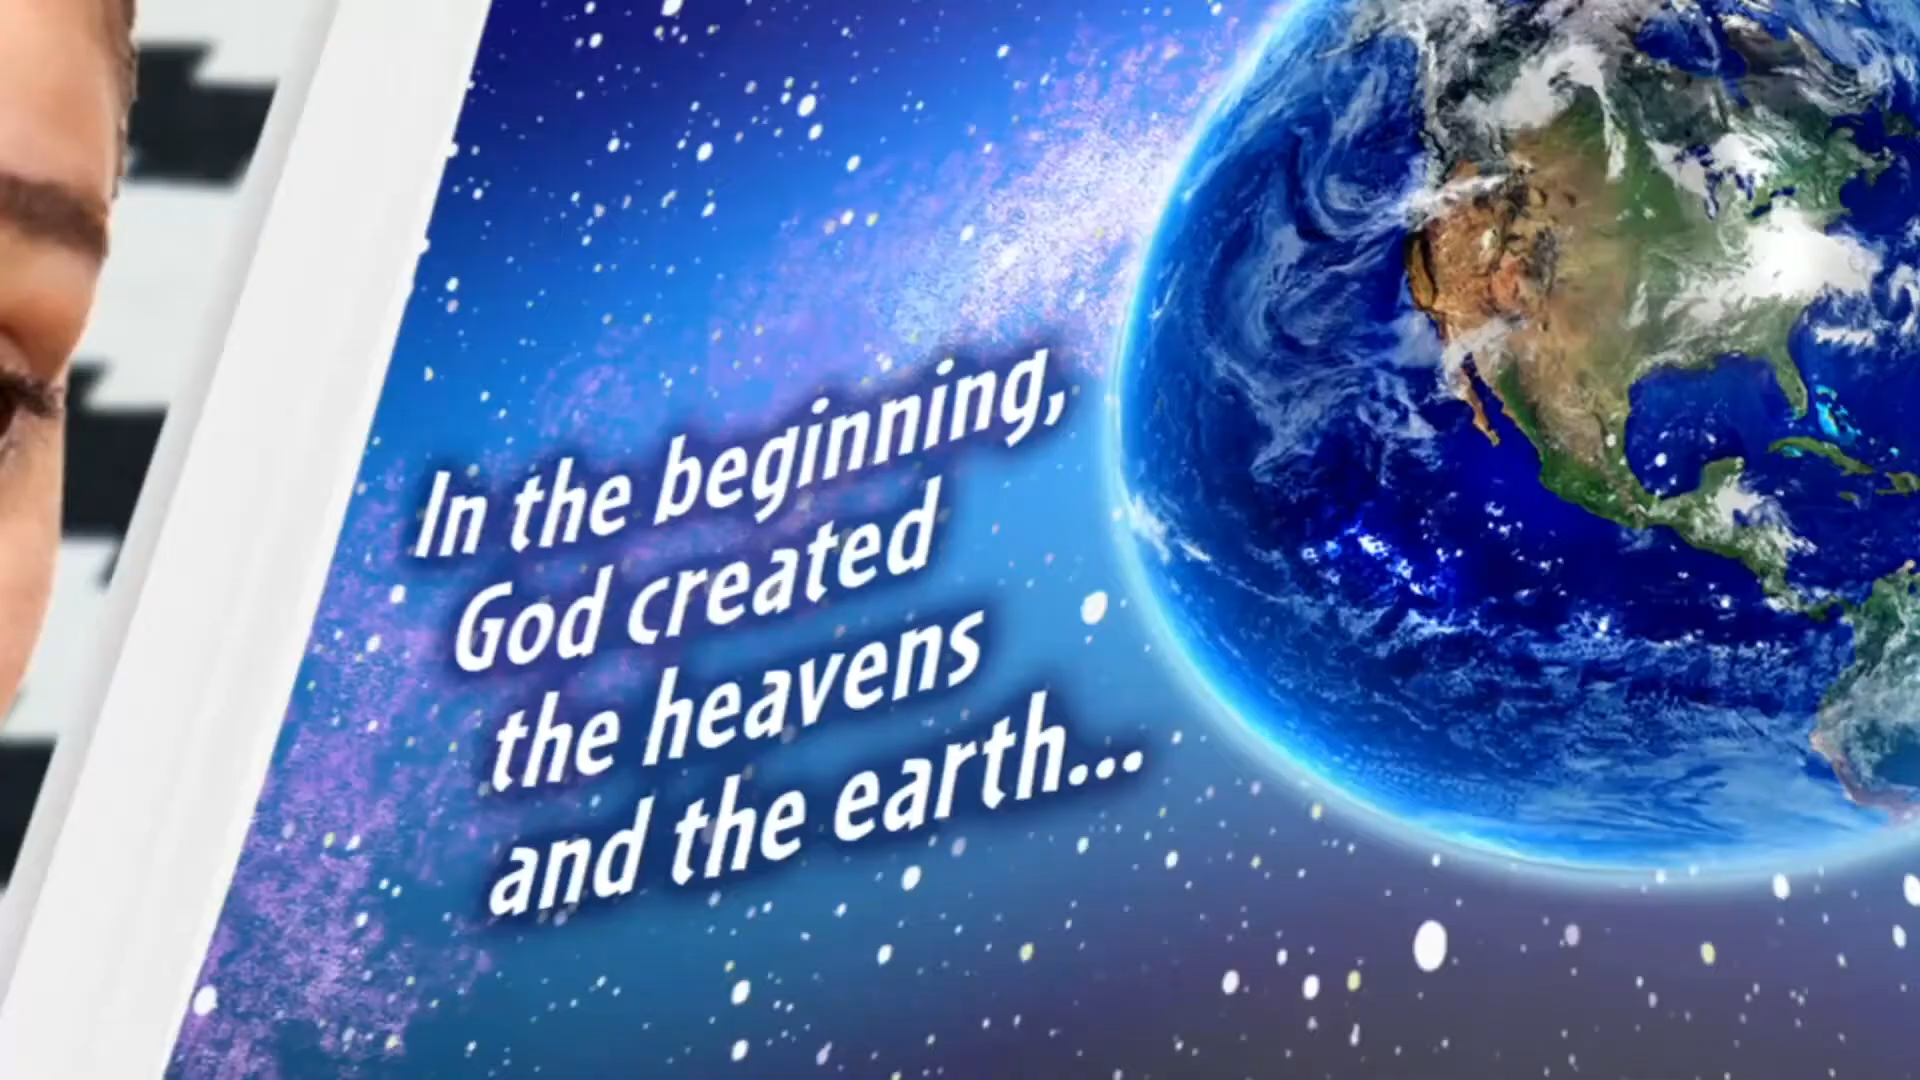 In the beginning,
God created
the heavens
and the earth...